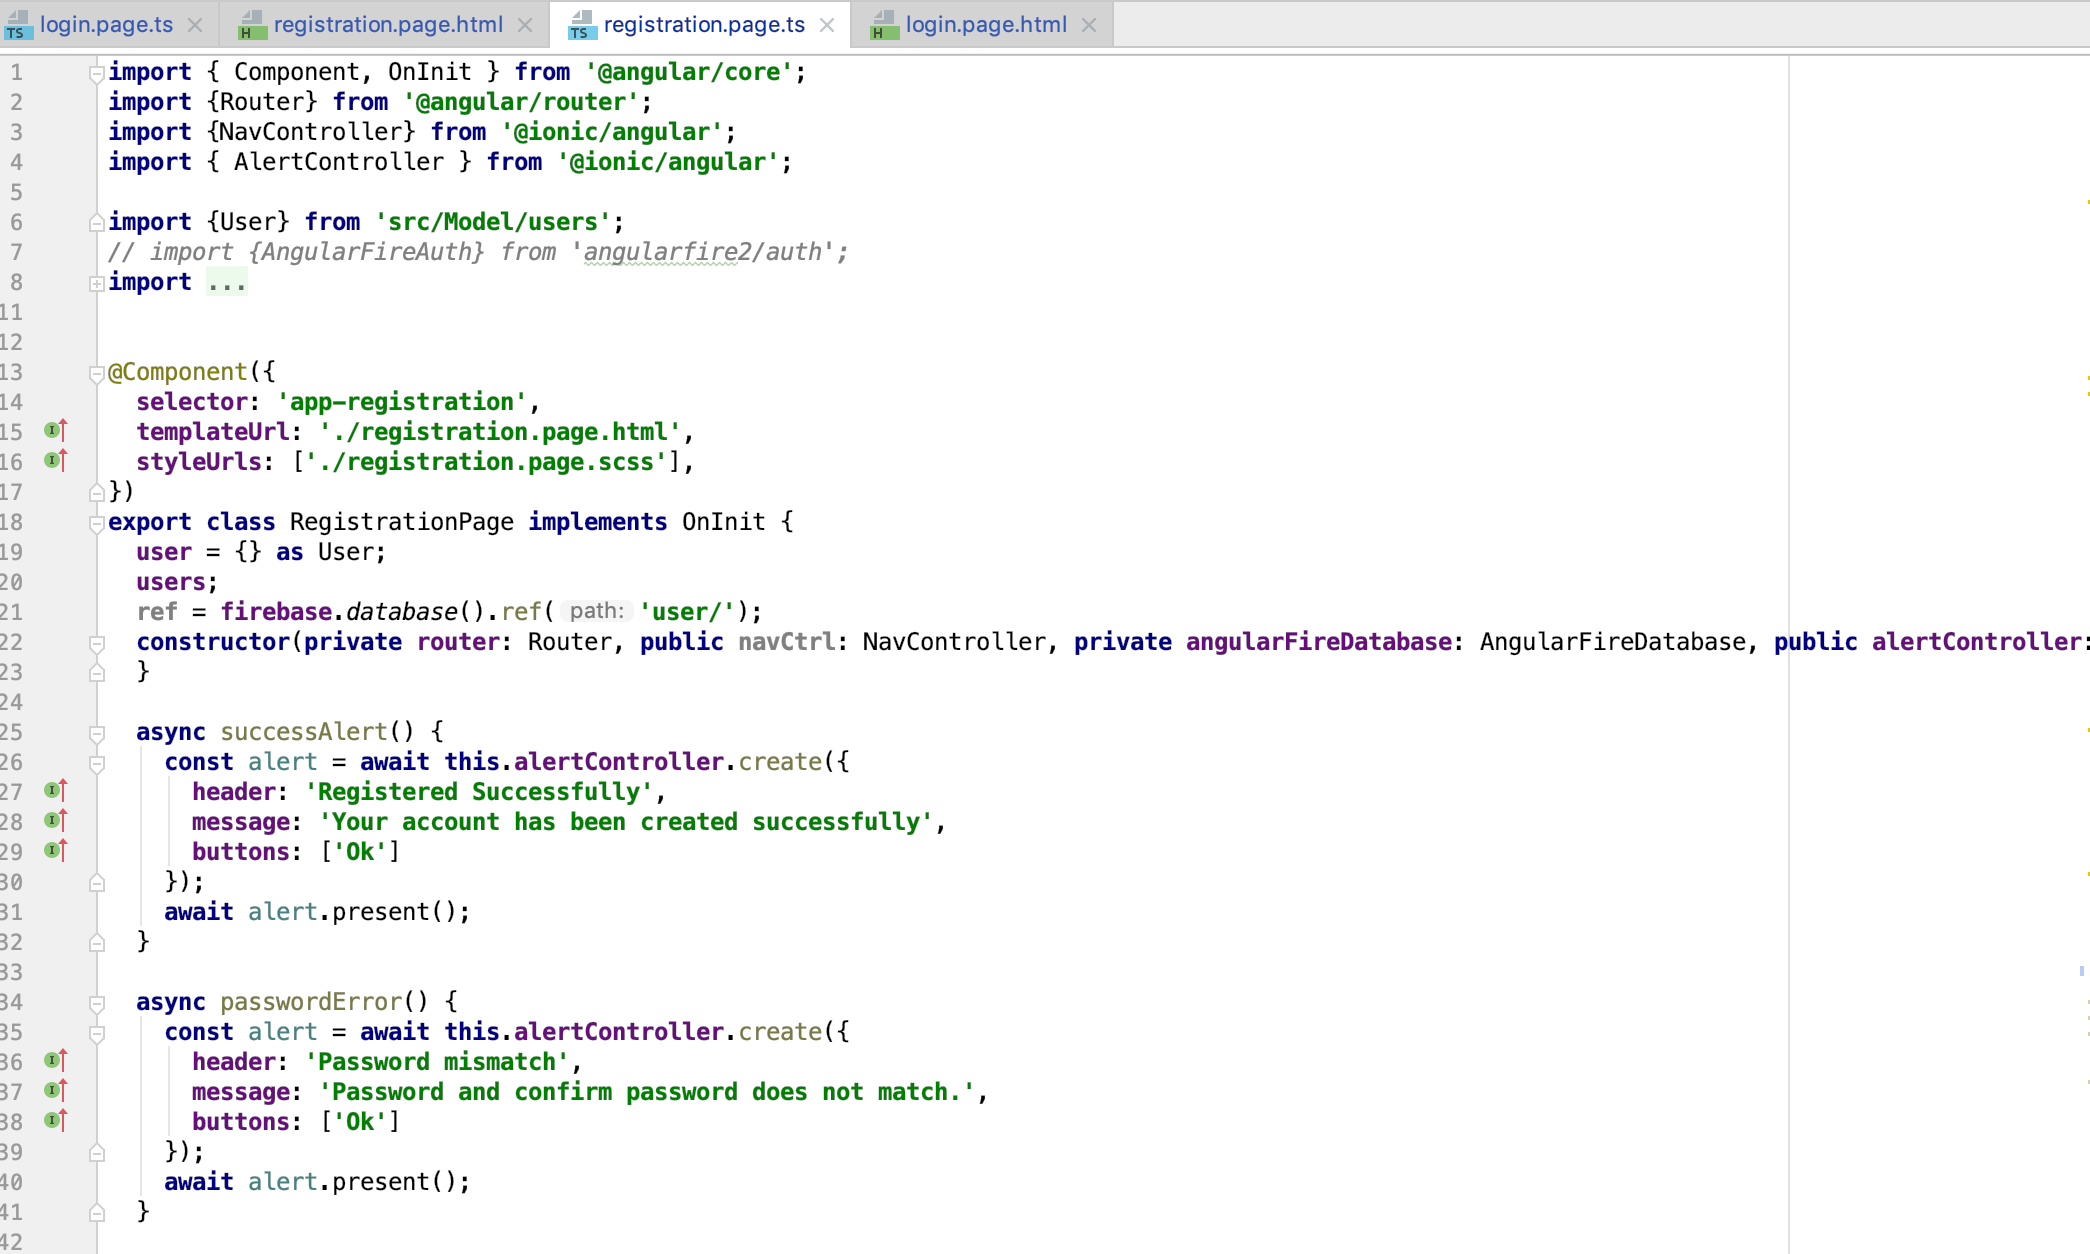 login.page.ts registration.page.html registration.page.ts login.page.html
1 import { Component, OnInit } from '@angular/core';
2 import {Router} from '@angular/router';
3 import {NavController} from '@ionic/angular';
4 import { AlertController } from '@ionic/angular';
5
6 import {User} from 'src/Model/users';
7 // import {AngularFireAuth} from 'angularfire2/auth';
8 import ...
11
12
13 @Component({
14   selector: 'app-registration',
15   templateUrl: './registration.page.html',
16   styleUrls: ['./registration.page.scss'],
17 })
18 export class RegistrationPage implements OnInit {
19   user = {} as User;
20   users;
21   ref = firebase.database().ref( path: 'user/');
22   constructor(private router: Router, public navCtrl: NavController, private angularFireDatabase: AngularFireDatabase, public alertController:
23   }
24
25   async successAlert() {
26     const alert = await this.alertController.create({
27       header: 'Registered Successfully',
28       message: 'Your account has been created successfully',
29       buttons: ['Ok']
30     });
31     await alert.present();
32   }
33
34   async passwordError() {
35     const alert = await this.alertController.create({
36       header: 'Password mismatch',
37       message: 'Password and confirm password does not match.',
38       buttons: ['Ok']
39     });
40     await alert.present();
41   }
42